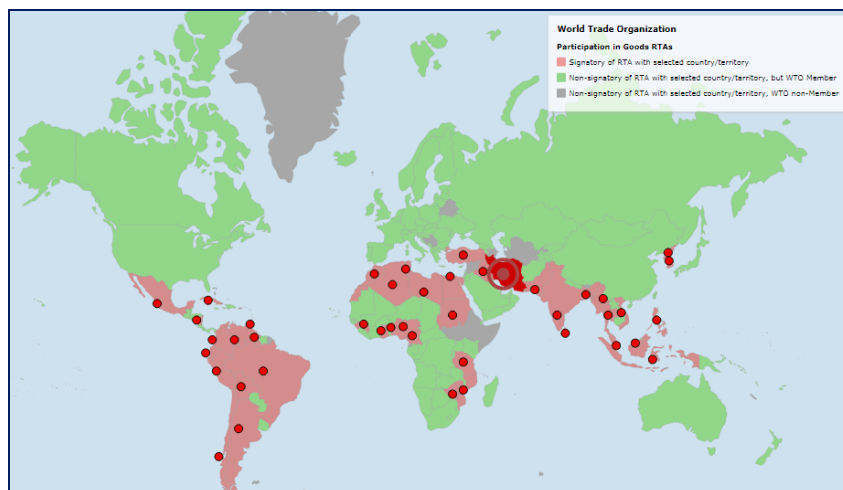 World Trade Organization
Participation in Goods RTAs
Signatory of RTA with selected country/territory
Non-signatory of RTA with selected country/territory, but WTO Member
Non-signatory of RTA with selected country/territory, WTO non-Member